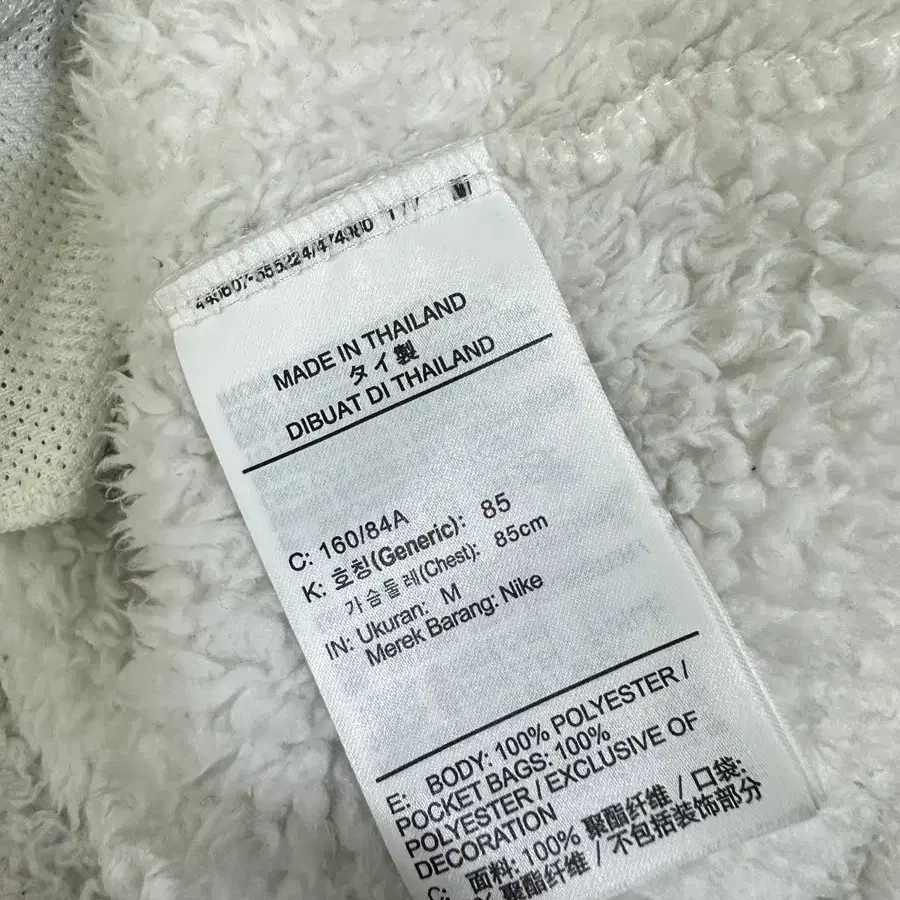 MADE IN THAILAND
タイ製
DIBUAT DI THAILAND
C: 160/84A
K: 호칭(Generic): 85
가슴둘레(Chest): 85cm
IN: Ukuran: M
Merek Barang: Nike
E: BODY: 100% POLYESTER /
POCKET BAGS: 100%
POLYESTER / EXCLUSIVE OF
DECORATION
C: 面料: 100% 聚酯纤维 / 口袋:
聚酯纤维 / 不包括装饰部分